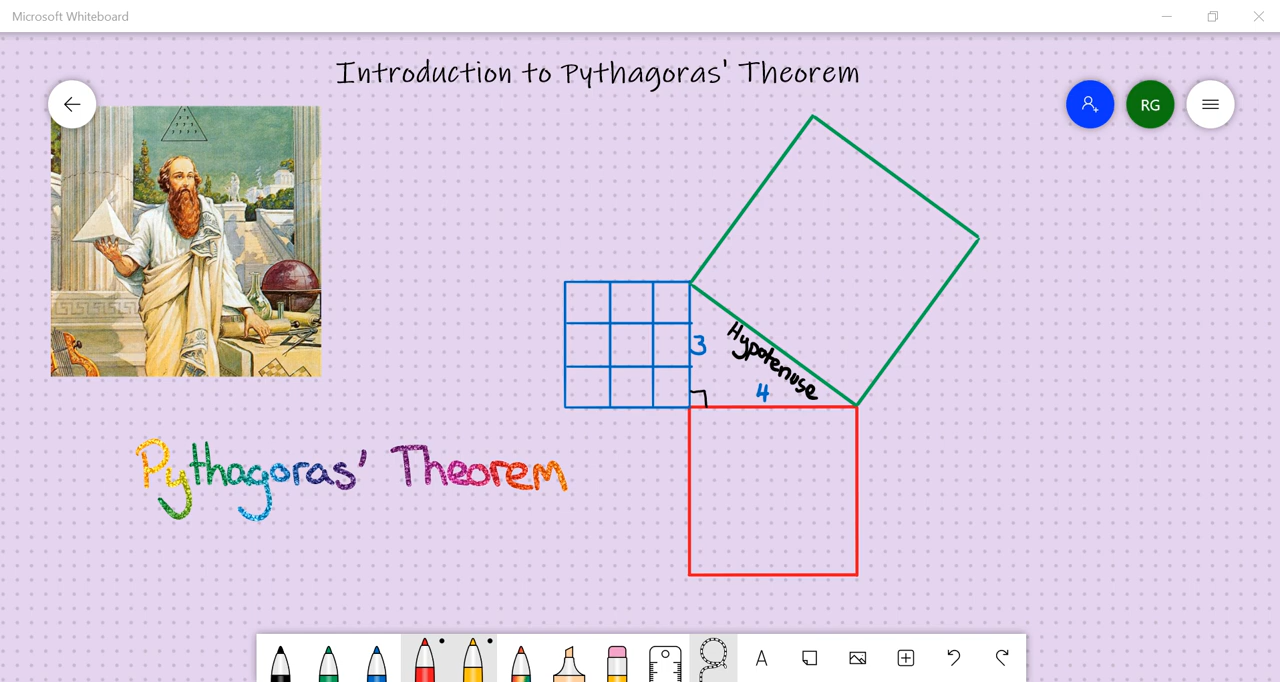 Microsoft Whiteboard
Introduction to Pythagoras' Theorem
RG
3
Hypotenuse
4
Pythagoras' Theorem
A